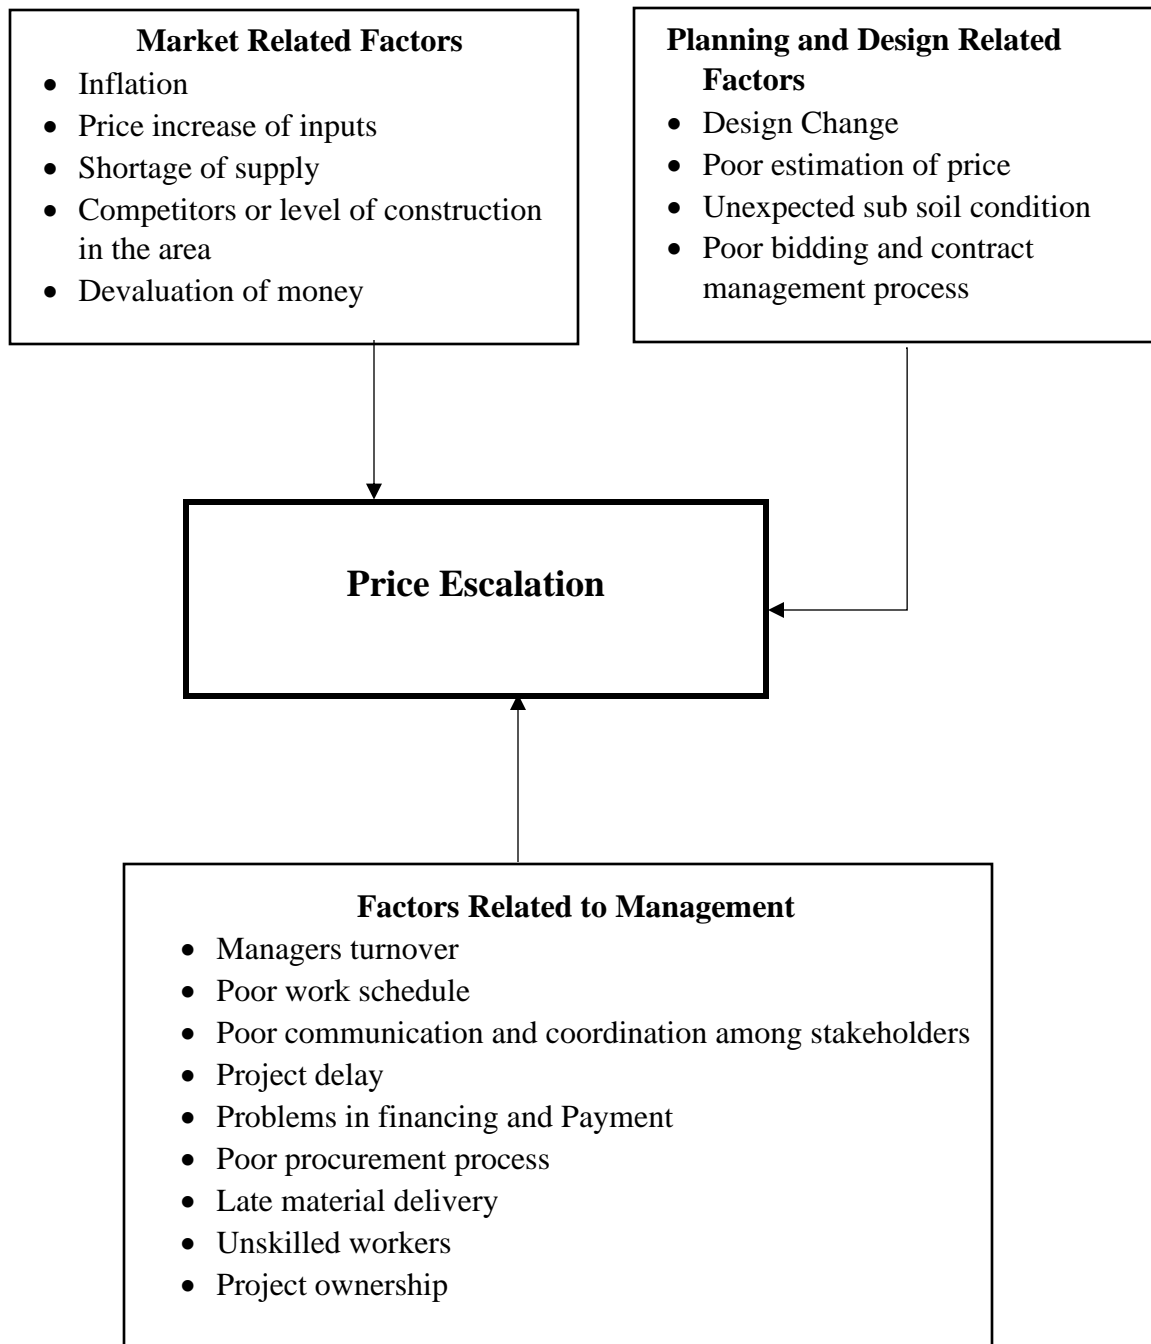 Market Related Factors
• Inflation
• Price increase of inputs
• Shortage of supply
• Competitors or level of construction
in the area
• Devaluation of money
Planning and Design Related
Factors
• Design Change
• Poor estimation of price
• Unexpected sub soil condition
• Poor bidding and contract
management process
Price Escalation
Factors Related to Management
• Managers turnover
• Poor work schedule
• Poor communication and coordination among stakeholders
• Project delay
• Problems in financing and Payment
• Poor procurement process
• Late material delivery
• Unskilled workers
• Project ownership